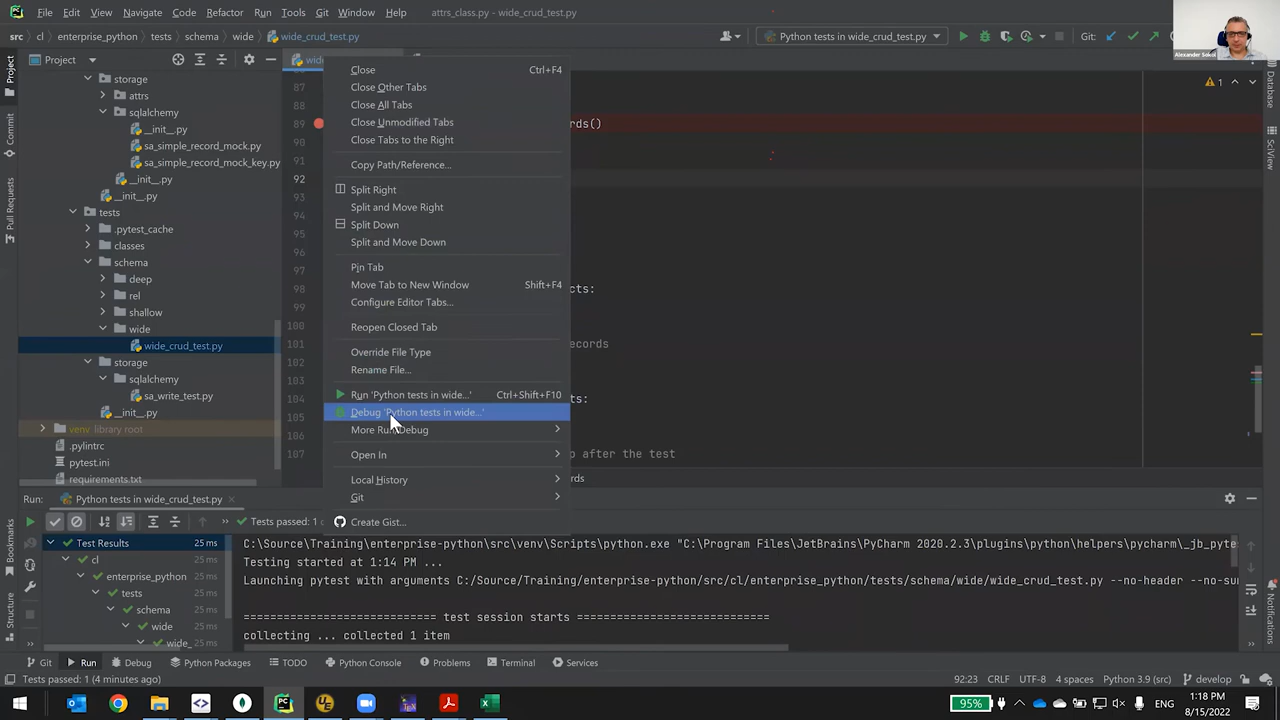 File Edit View Navigate Code Refactor Run Tools Git Window Help attrs_class.py - wide_crud_test.py
src cl enterprise_python tests schema wide wide_crud_test.py
Python tests in wide_crud_test.py
Git:
Alexander Sokol
Project
Project
Commit
Pull Requests
Bookmarks
Structure
Database
SciView
Notifications
storage
attrs
sqlalchemy
__init__.py
sa_simple_record_mock.py
sa_simple_record_mock_key.py
__init__.py
__init__.py
tests
.pytest_cache
classes
schema
deep
rel
shallow
wide
wide_crud_test.py
storage
sqlalchemy
sa_write_test.py
__init__.py
venv library root
.pylintrc
pytest.ini
requirements.txt
87
88
89 rds()
90
91
92
93
94
95
96
97 cts:
98
99
100 ecords
101
102
103
104 ts:
105
106
107 p after the test
1
Close Ctrl+F4
Close Other Tabs
Close All Tabs
Close Unmodified Tabs
Close Tabs to the Right
Copy Path/Reference...
Split Right
Split and Move Right
Split Down
Split and Move Down
Pin Tab
Move Tab to New Window Shift+F4
Configure Editor Tabs...
Reopen Closed Tab
Override File Type
Rename File...
Run 'Python tests in wide...' Ctrl+Shift+F10
Debug 'Python tests in wide...'
More Run/Debug
Open In
Local History
Git
Create Gist...
Run: Python tests in wide_crud_test.py
Tests passed: 1
Test Results 25 ms
cl 25 ms
enterprise_python 25 ms
tests 25 ms
schema 25 ms
wide 25 ms
wide_ 25 ms
C:\Source\Training\enterprise-python\src\venv\Scripts\python.exe "C:\Program Files\JetBrains\PyCharm 2020.2.3\plugins\python\helpers\pycharm\_jb_pyte
Testing started at 1:14 PM ...
Launching pytest with arguments C:/Source/Training/enterprise-python/src/cl/enterprise_python/tests/schema/wide/wide_crud_test.py --no-header --no-su
============================= test session starts =============================
collecting ... collected 1 item
Git Run Debug Python Packages TODO Python Console Problems Terminal Services
Tests passed: 1 (4 minutes ago) 92:23 CRLF UTF-8 4 spaces Python 3.9 (src) develop
95% ENG 1:18 PM
8/15/2022